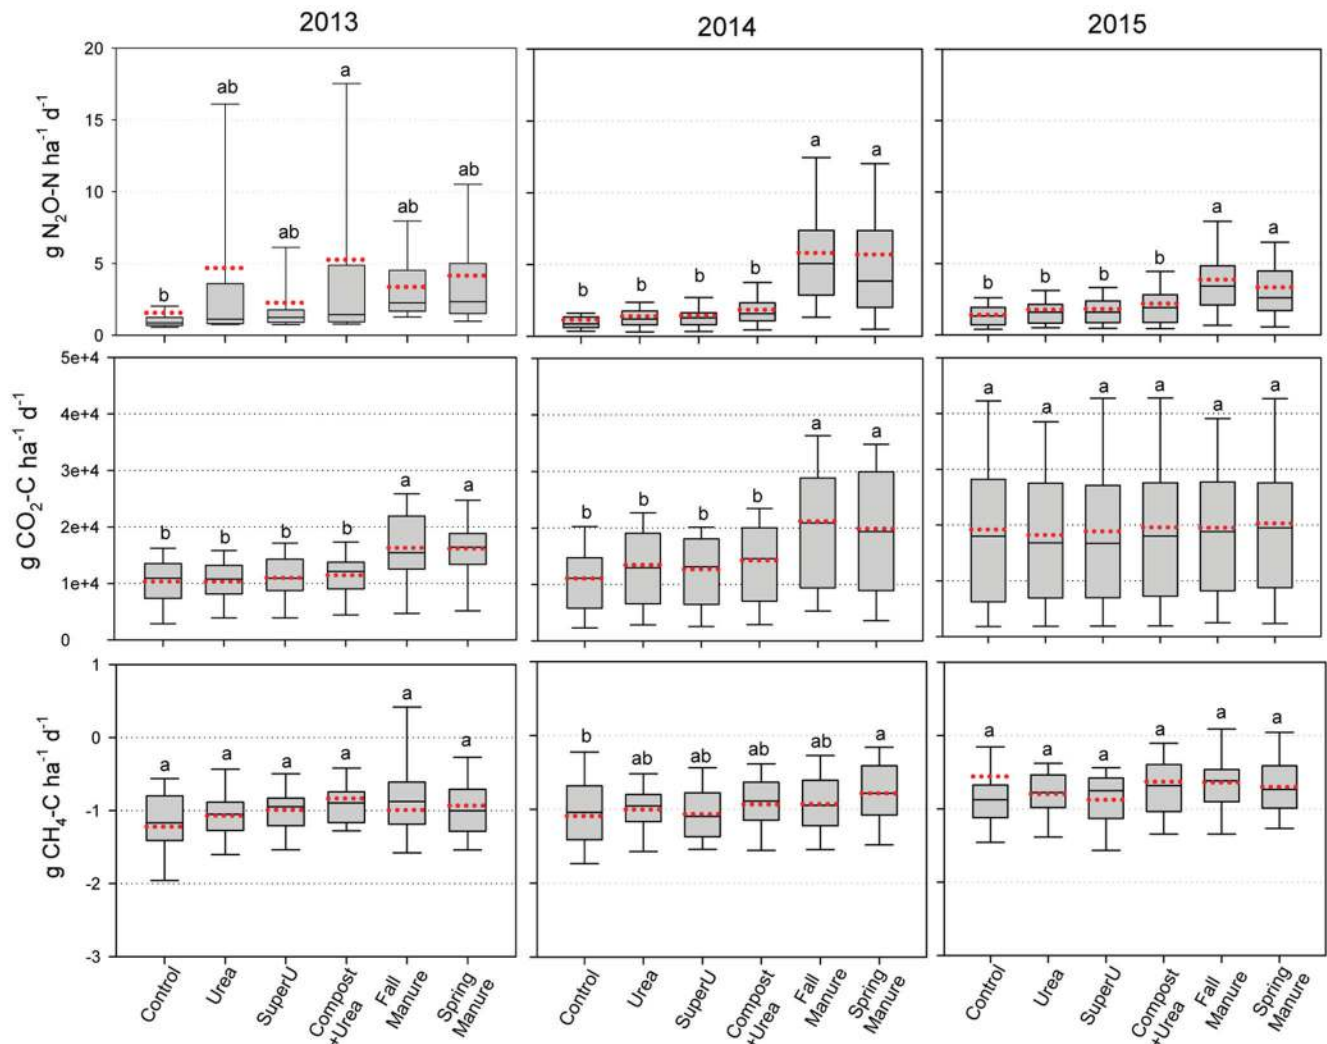 2013
2014
2015
g N₂O-N ha⁻¹ d⁻¹
20
15
10
5
0
b
ab
ab
a
ab
ab
b
b
b
b
a
a
b
b
b
b
a
a
g CO₂-C ha⁻¹ d⁻¹
5e+4
4e+4
3e+4
2e+4
1e+4
0
b
b
b
b
a
a
b
b
b
b
a
a
a
a
a
a
a
a
g CH₄-C ha⁻¹ d⁻¹
1
0
-1
-2
-3
a
a
a
a
a
a
b
ab
ab
ab
ab
a
a
a
a
a
a
a
Control
Urea
SuperU
Compost
+Urea
Fall
Manure
Spring
Manure
Control
Urea
SuperU
Compost
+Urea
Fall
Manure
Spring
Manure
Control
Urea
SuperU
Compost
+Urea
Fall
Manure
Spring
Manure